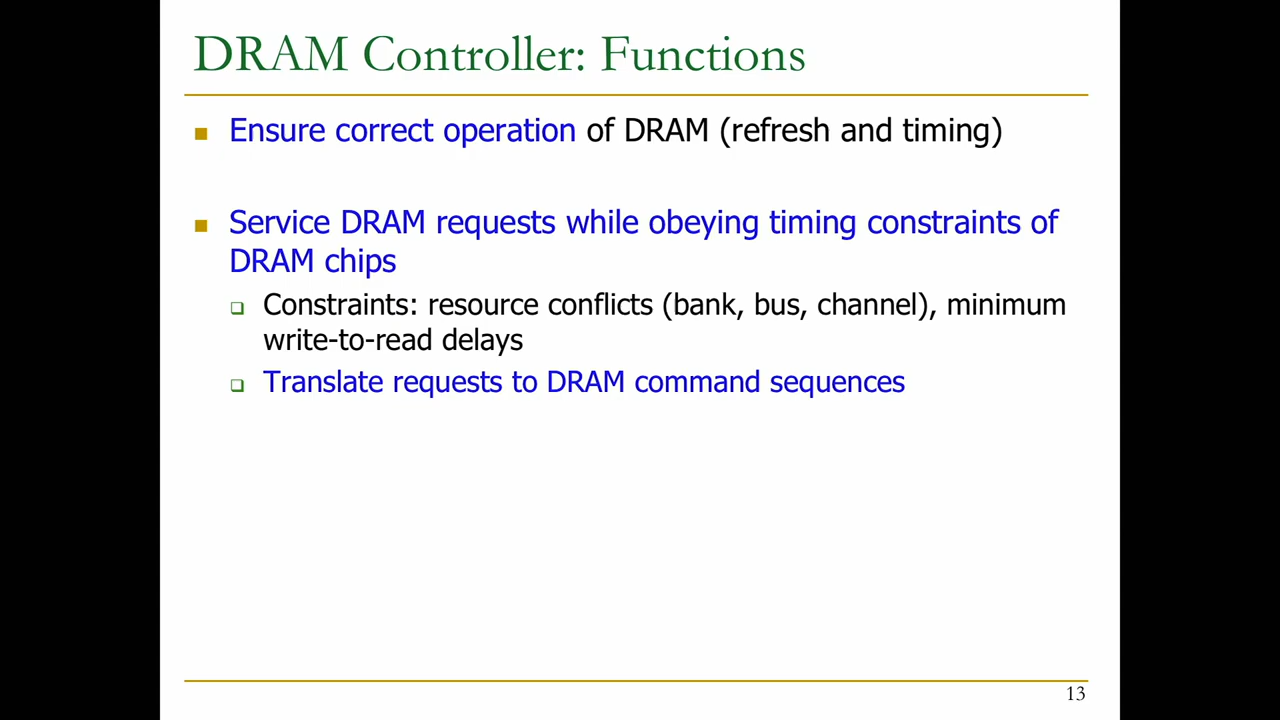 DRAM Controller: Functions
Ensure correct operation of DRAM (refresh and timing)
Service DRAM requests while obeying timing constraints of
DRAM chips
Constraints: resource conflicts (bank, bus, channel), minimum
write-to-read delays
Translate requests to DRAM command sequences
13